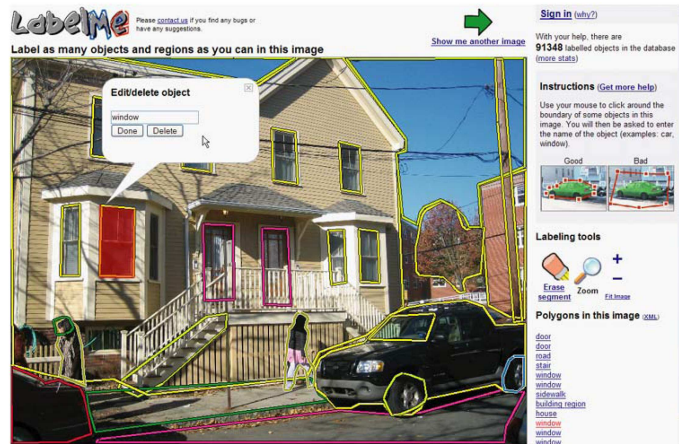 LabelMe
Please contact us if you find any bugs or
have any suggestions.
Label as many objects and regions as you can in this image
Show me another image
Edit/delete object
window
Done Delete
Sign in (why?)
With your help, there are
91348 labelled objects in the database
(more stats)
Instructions (Get more help)
Use your mouse to click around the
boundary of some objects in this
image. You will then be asked to enter
the name of the object (examples: car,
window).
Good Bad
Labeling tools
Erase
segment
Zoom
Fit Image
Polygons in this image (XML)
door
door
road
stair
window
window
sidewalk
building region
house
window
window
window